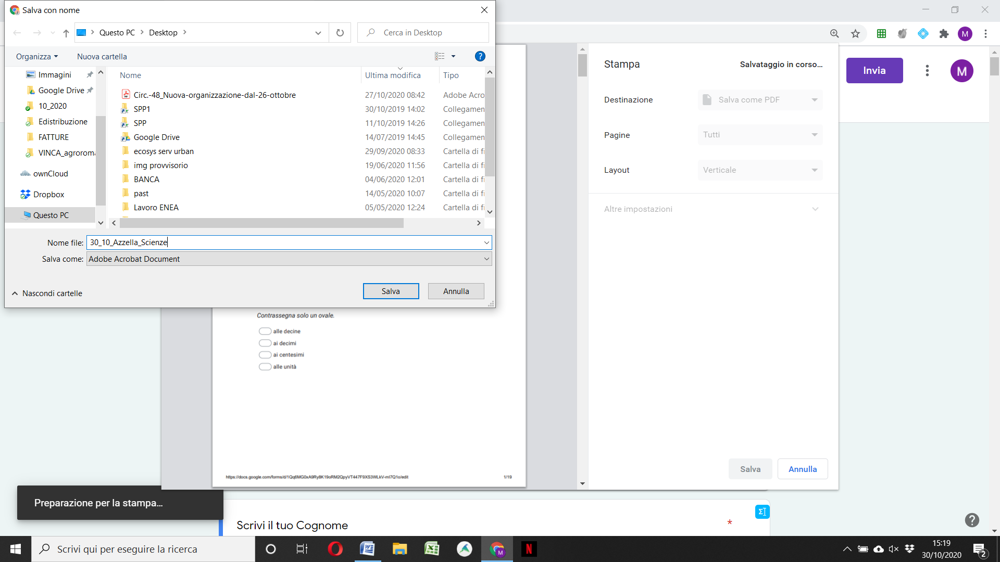 Salva con nome
Questo PC > Desktop >
Cerca in Desktop
Organizza
Nuova cartella
Immagini
Google Drive
10_2020
Edistribuzione
FATTURE
VINCA_agroroma
ownCloud
Dropbox
Questo PC
Nome Ultima modifica Tipo
Circ.-48_Nuova-organizzazione-dal-26-ottobre 27/10/2020 08:42 Adobe Acro
SPP1 30/10/2019 14:02 Collegamen
SPP 11/10/2019 14:26 Collegamen
Google Drive 14/07/2019 14:45 Collegamen
ecosys serv urban 29/09/2020 08:33 Cartella di fi
img provvisorio 19/06/2020 11:56 Cartella di fi
BANCA 04/06/2020 12:01 Cartella di fi
past 14/05/2020 10:07 Cartella di fi
Lavoro ENEA 05/05/2020 12:24 Cartella di fi
Nome file: 30_10_Azzella_Scienze
Salva come: Adobe Acrobat Document
Nascondi cartelle
Salva
Annulla
Contrassegna solo un ovale.
alle decine
ai decimi
ai centesimi
alle unità
1/19
Stampa
Salvataggio in corso...
Destinazione Salva come PDF
Pagine Tutti
Layout Verticale
Altre impostazioni
Salva
Annulla
M
Invia
M
Preparazione per la stampa...
Scrivi il tuo Cognome *
Scrivi qui per eseguire la ricerca
15:19
30/10/2020
2